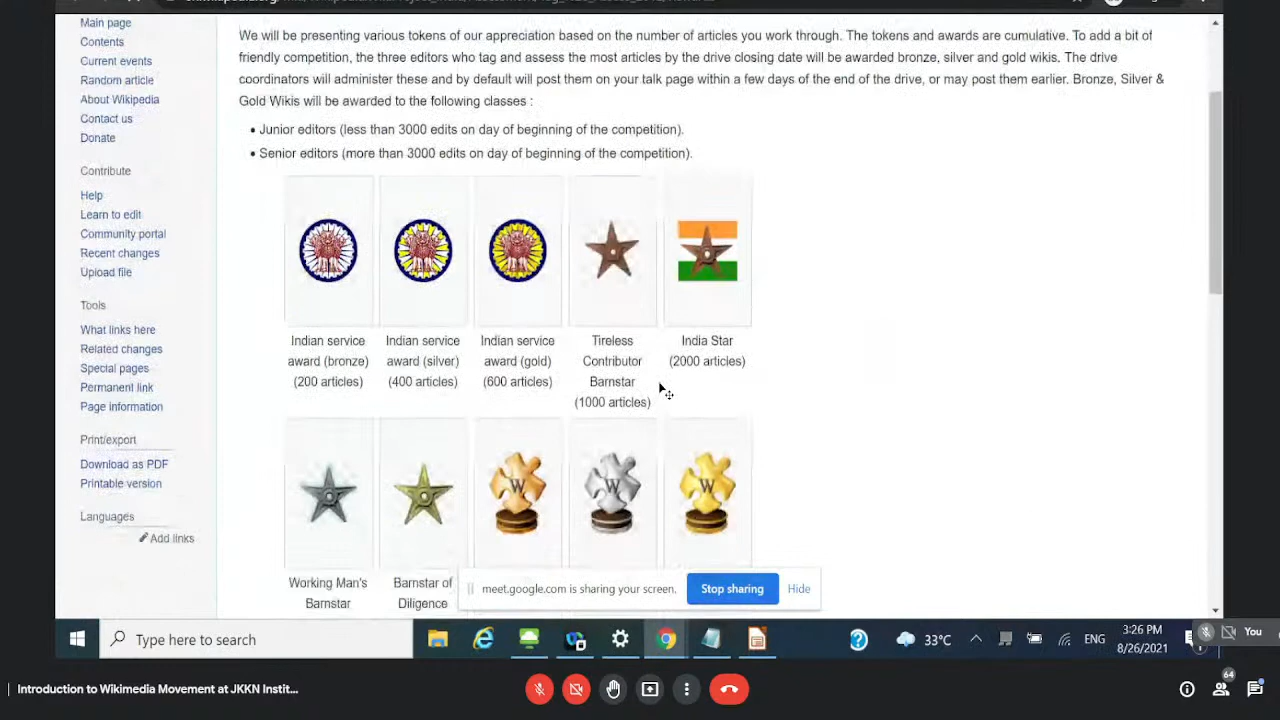 Main page
Contents
Current events
Random article
About Wikipedia
Contact us
Donate
Contribute
Help
Learn to edit
Community portal
Recent changes
Upload file
Tools
What links here
Related changes
Special pages
Permanent link
Page information
Print/export
Download as PDF
Printable version
Languages
Add links
We will be presenting various tokens of our appreciation based on the number of articles you work through. The tokens and awards are cumulative. To add a bit of
friendly competition, the three editors who tag and assess the most articles by the drive closing date will be awarded bronze, silver and gold wikis. The drive
coordinators will administer these and by default will post them on your talk page within a few days of the end of the drive, or may post them earlier. Bronze, Silver &
Gold Wikis will be awarded to the following classes :
• Junior editors (less than 3000 edits on day of beginning of the competition).
• Senior editors (more than 3000 edits on day of beginning of the competition).
Indian service
award (bronze)
(200 articles)
Indian service
award (silver)
(400 articles)
Indian service
award (gold)
(600 articles)
Tireless
Contributor
Barnstar
(1000 articles)
India Star
(2000 articles)
W
W
W
Working Man's
Barnstar
Barnstar of
Diligence
meet.google.com is sharing your screen.
Stop sharing
Hide
Type here to search
33°C
ENG
3:26 PM
8/26/2021
You
Introduction to Wikimedia Movement at JKKN Instit...
64